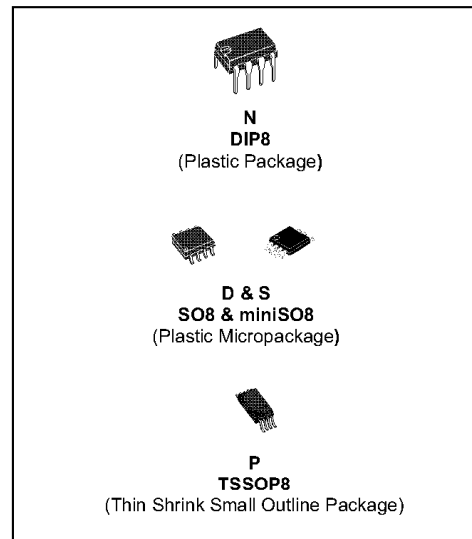 N
DIP8
(Plastic Package)
D & S
SO8 & miniSO8
(Plastic Micropackage)
P
TSSOP8
(Thin Shrink Small Outline Package)